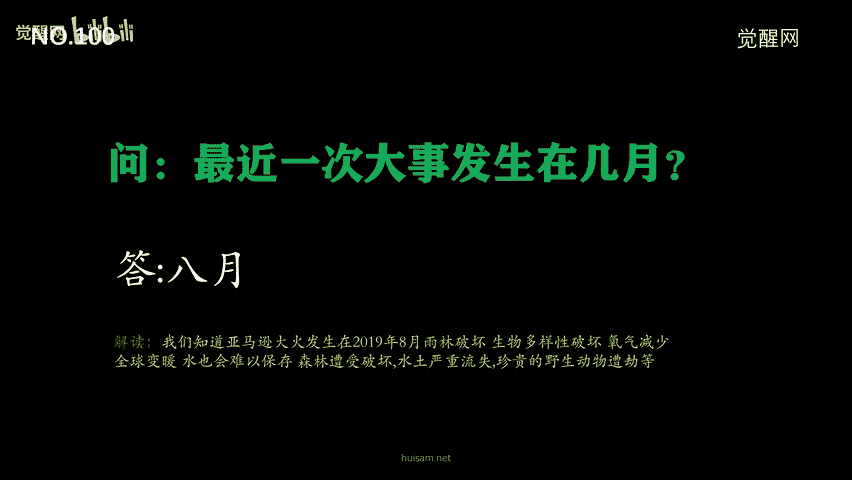 觉醒网 bilibili
NO.100
觉醒网
问：最近一次大事发生在几月？
答:八月
解读：我们知道亚马逊大火发生在2019年8月雨林破坏 生物多样性破坏 氧气减少
全球变暖 水也会难以保存 森林遭受破坏,水土严重流失,珍贵的野生动物遭劫等
huisam.net